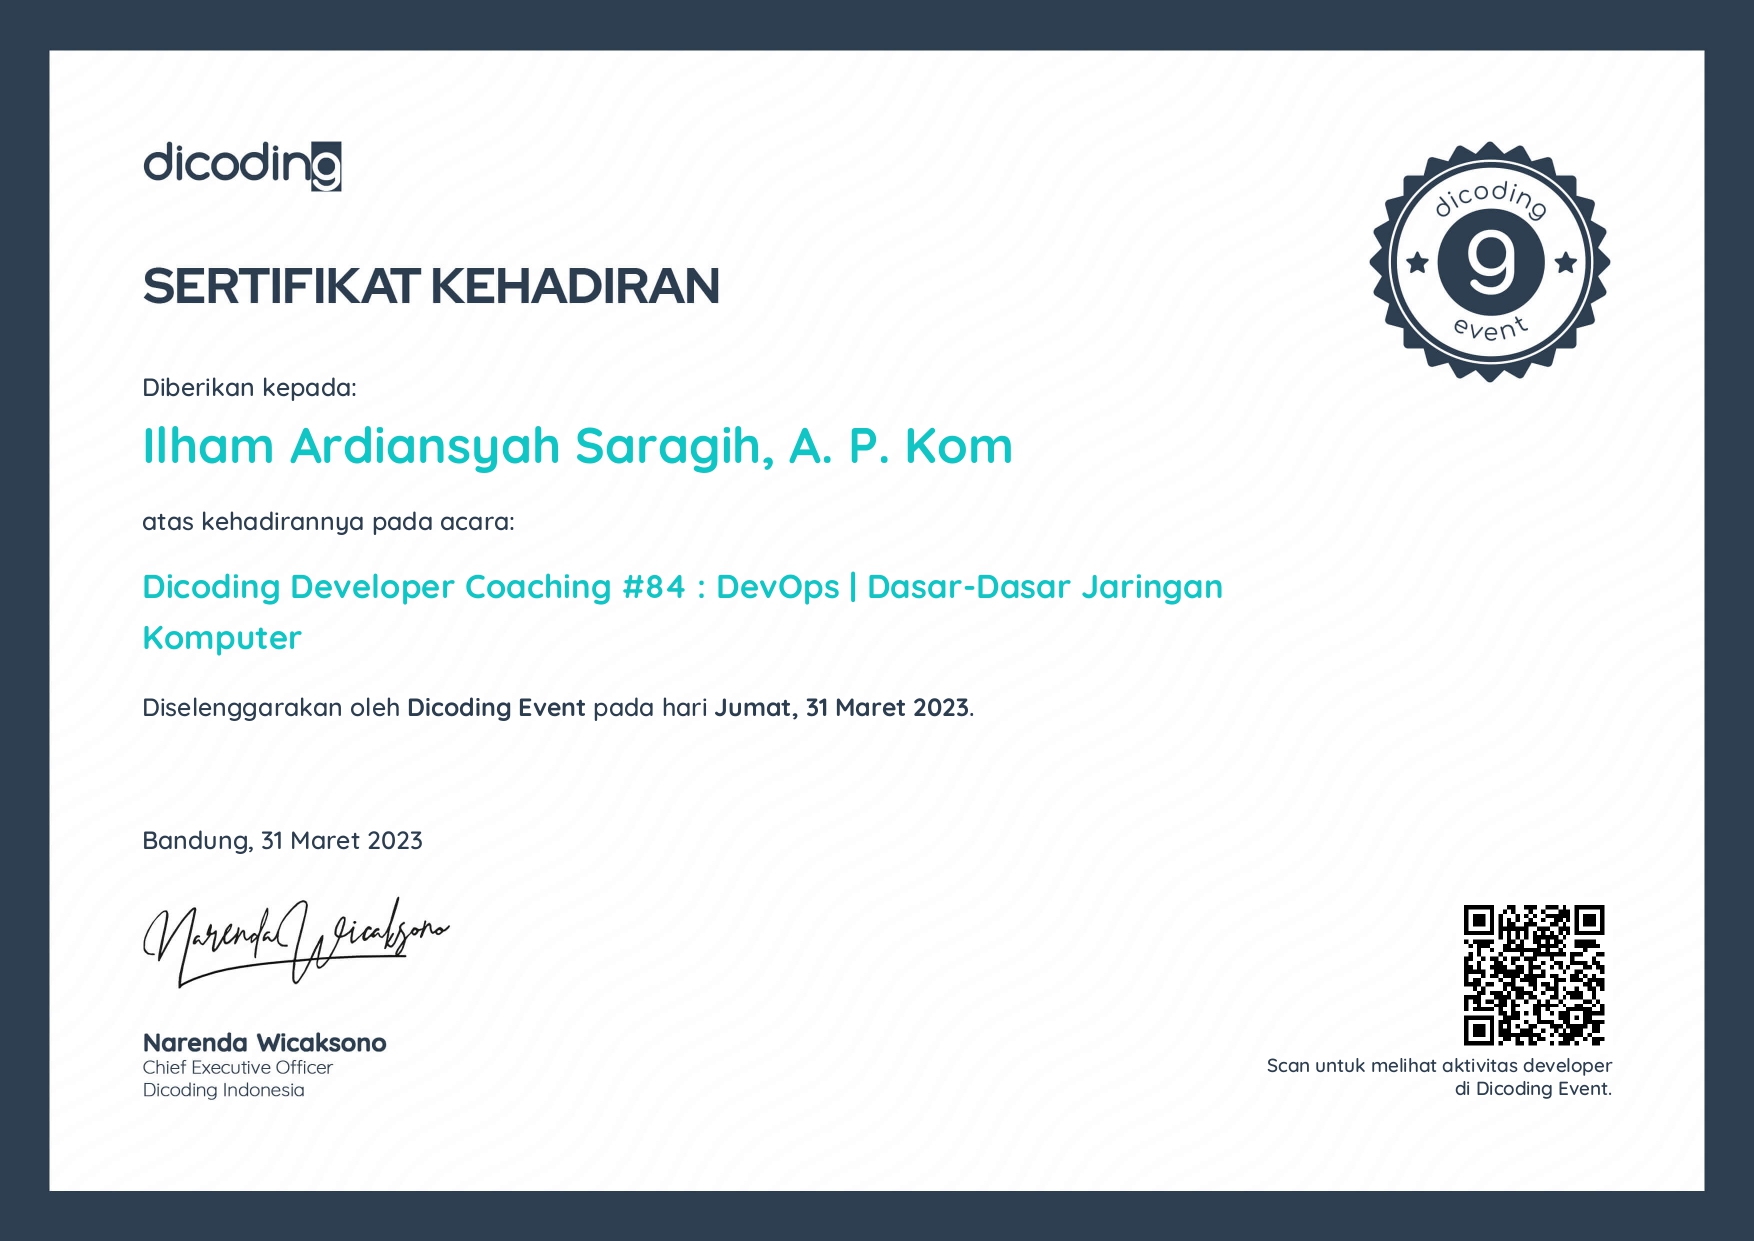 dicoding
SERTIFIKAT KEHADIRAN
dicoding
g
event
Diberikan kepada:
Ilham Ardiansyah Saragih, A. P. Kom
atas kehadirannya pada acara:
Dicoding Developer Coaching #84 : DevOps | Dasar-Dasar Jaringan
Komputer
Diselenggarakan oleh Dicoding Event pada hari Jumat, 31 Maret 2023.
Bandung, 31 Maret 2023
Narenda Wicaksono
Narenda Wicaksono
Chief Executive Officer
Dicoding Indonesia
Scan untuk melihat aktivitas developer
di Dicoding Event.